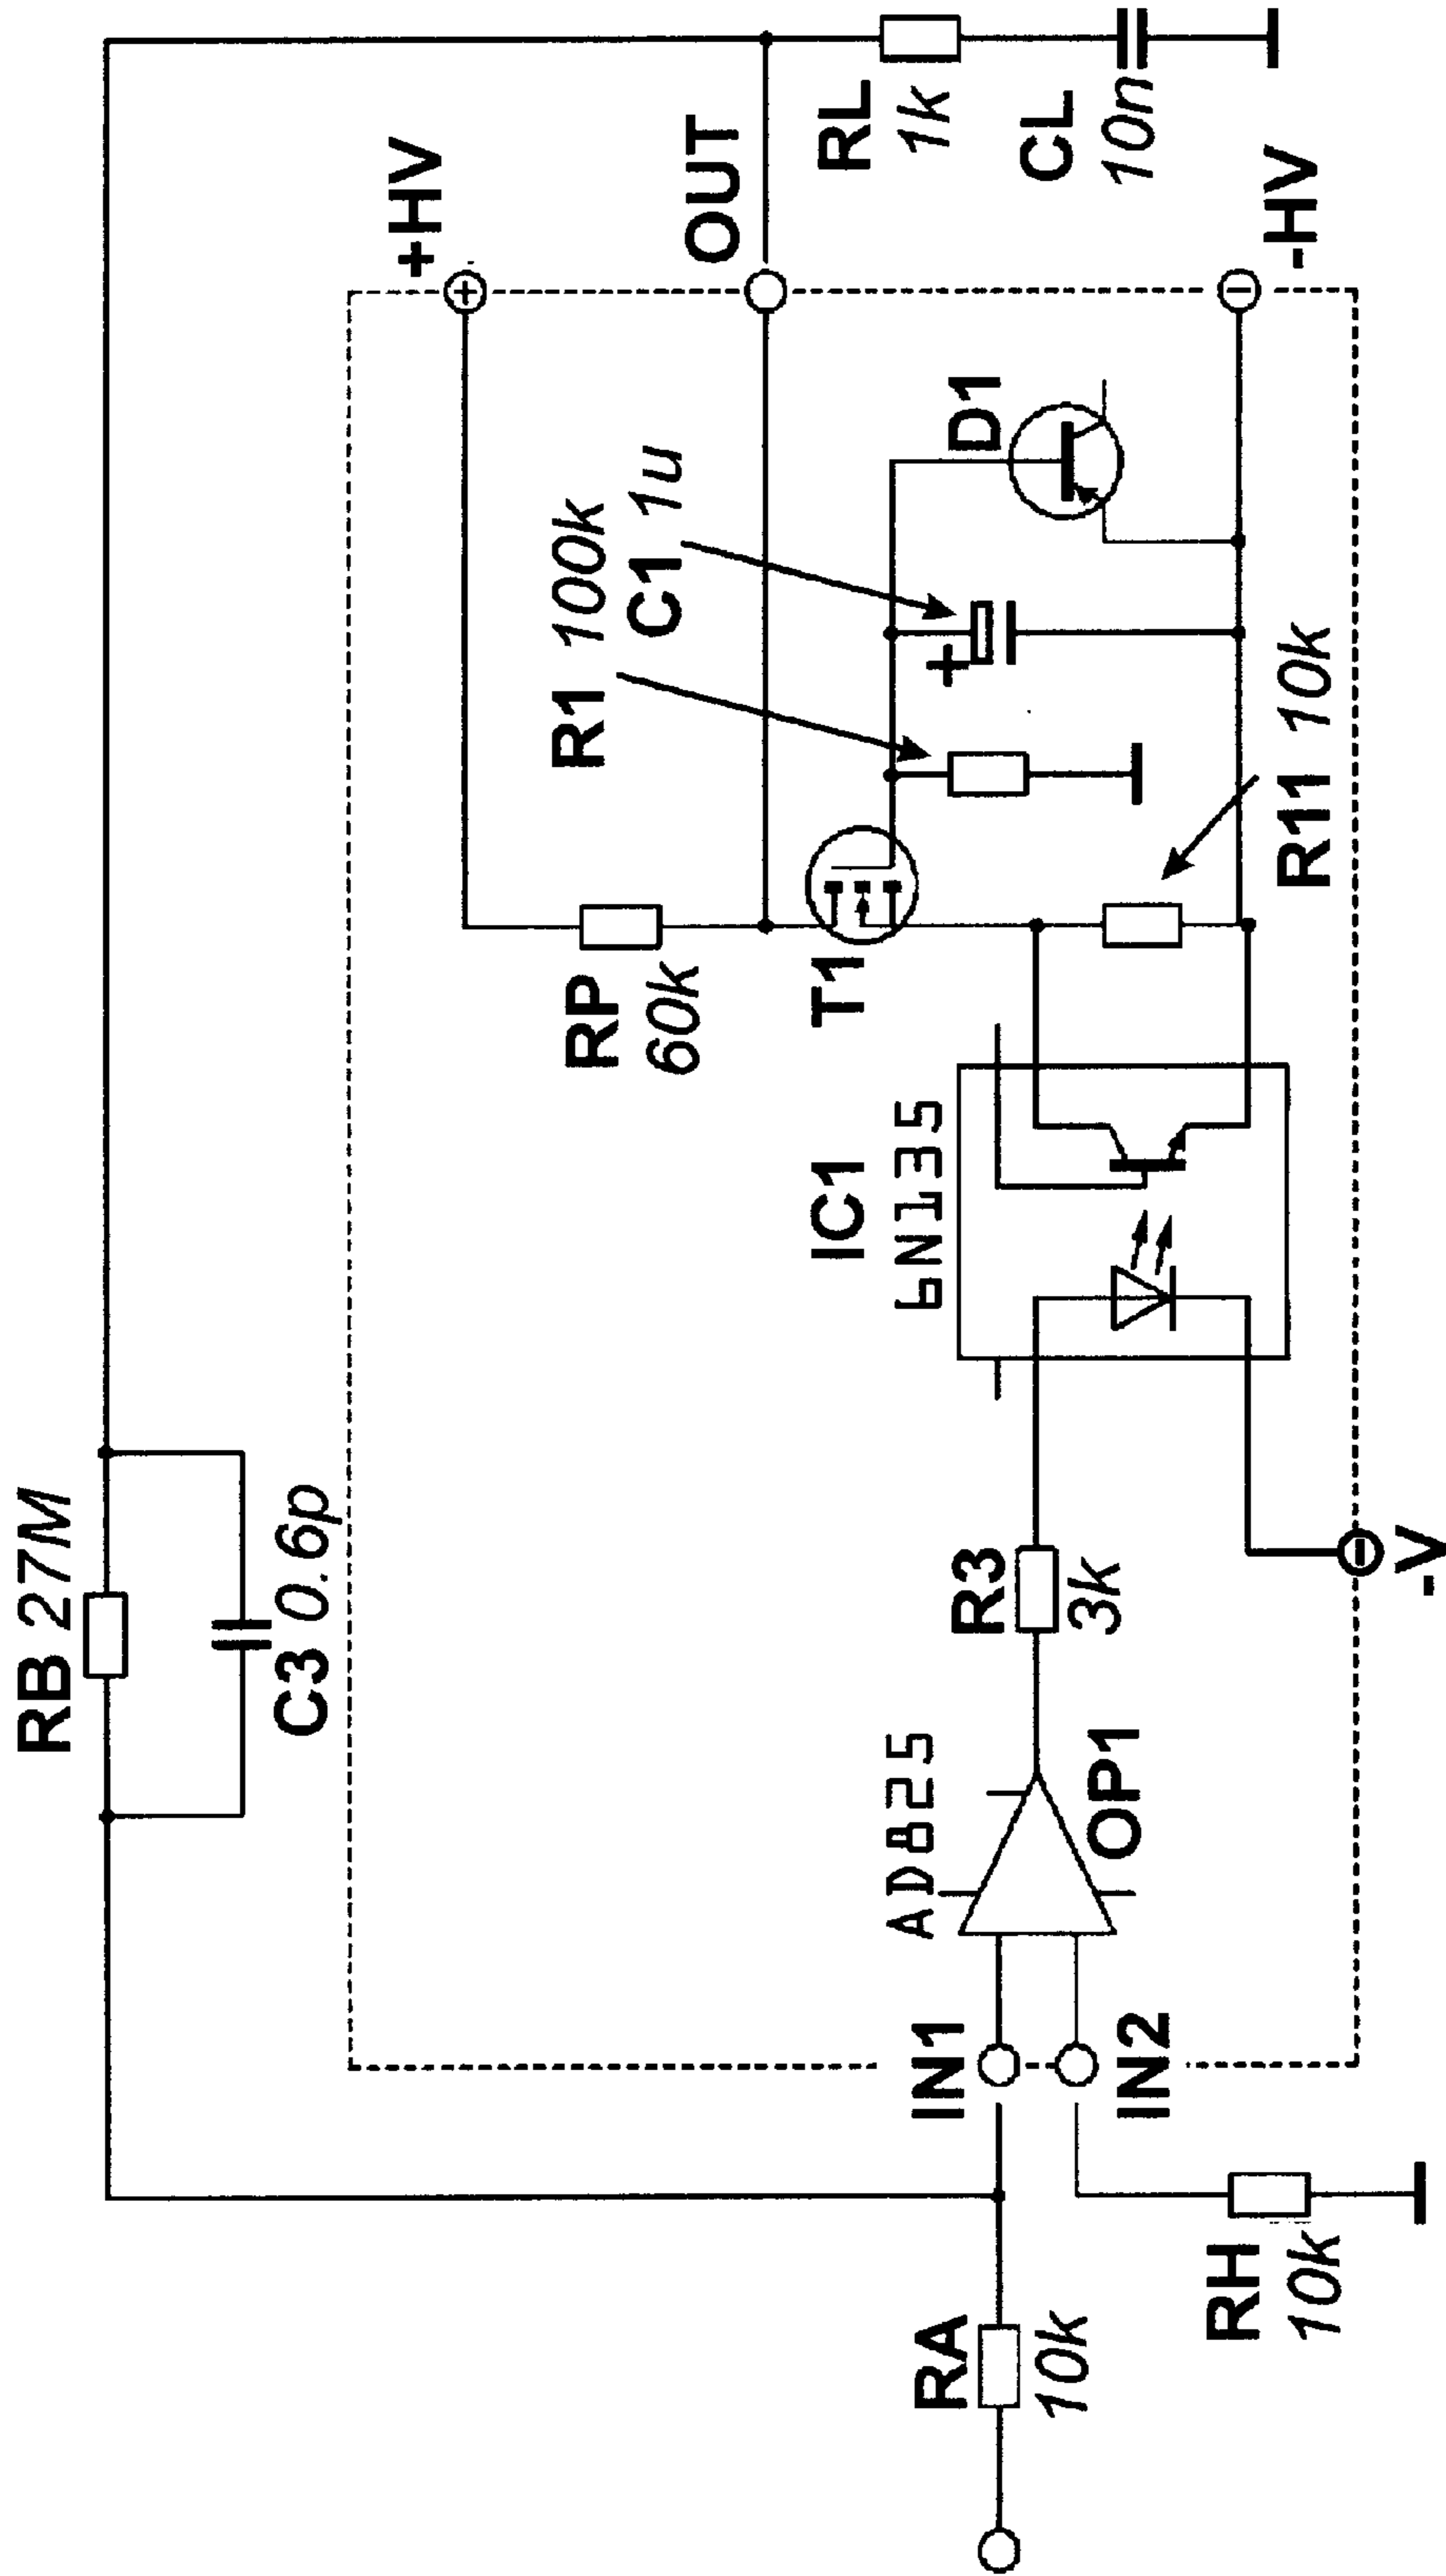 RB 27M
C3 0.6p
+HV
OUT
RL
1k
CL
10n
-HV
RP
60k
R1 100k
C1 1u
D1
T1
R11 10k
IC1
6N135
R3
3k
-V
AD825
OP1
IN1
IN2
RA
10k
RH
10k
+